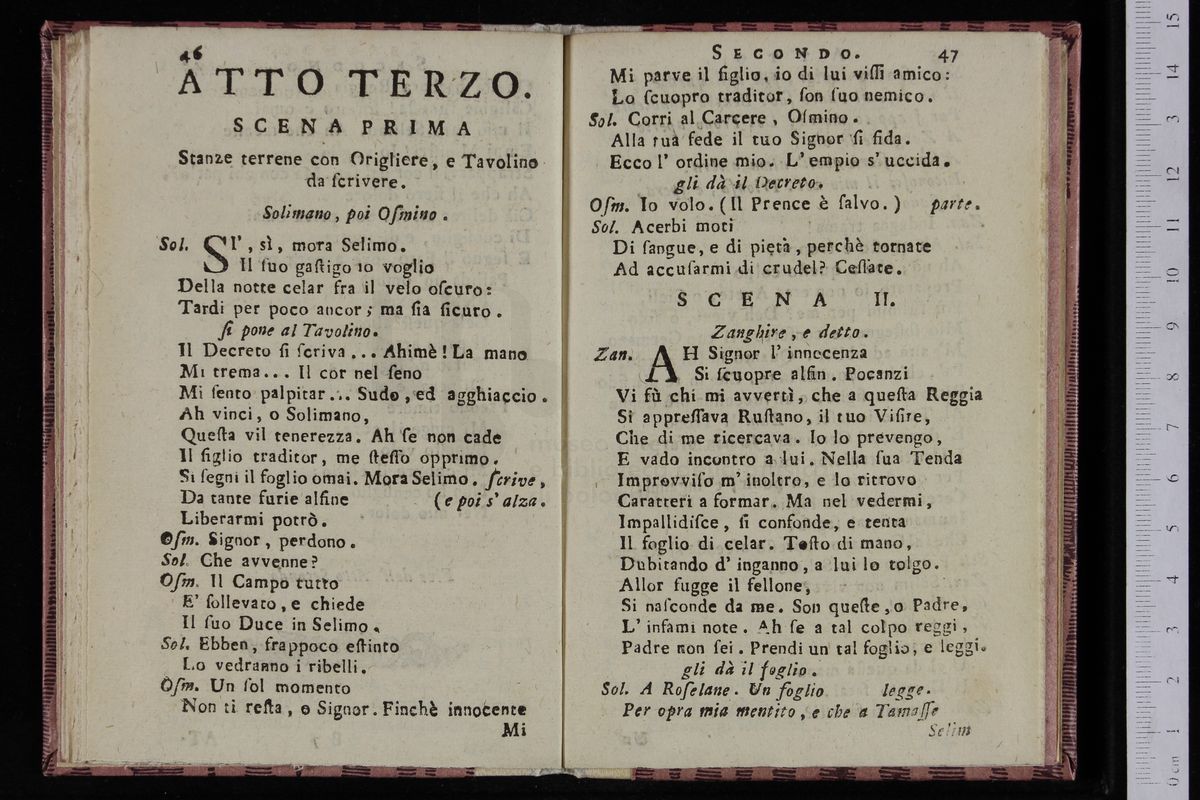 46
ATTO TERZO.
SCENA PRIMA
Stanze terrene con Origliere, e Tavolino
da ſcrivere.
Solimano, poi Oſmino.
Sol. SI', sì, mora Selimo.
Il ſuo gaſtigo io voglio
Della notte celar fra il velo oſcuro:
Tardi per poco ancor; ma ſia ſicuro.
ſi pone al Tavolino.
Il Decreto ſi ſcriva... Ahimè! La mano
Mi trema... Il cor nel ſeno
Mi ſento palpitar... Sudo, ed agghiaccio.
Ah vinci, o Solimano,
Queſta vil tenerezza. Ah ſe non cade
Il figlio traditor, me ſteſſo opprimo.
Si ſegni il foglio omai. Mora Selimo. ſcrive,
Da tante furie alfine (e poi s' alza.
Liberarmi potrò.
Oſm. Signor, perdono.
Sol. Che avvenne?
Oſm. Il Campo tutto
E' ſollevato, e chiede
Il ſuo Duce in Selimo.
Sol. Ebben, frappoco eſtinto
Lo vedranno i ribelli.
Oſm. Un ſol momento
Non ti reſta, o Signor. Finchè innocente
Mi
SECONDO. 47
Mi parve il figlio, io di lui viſſi amico:
Lo ſcuopro traditor, ſon ſuo nemico.
Sol. Corri al Carcere, Oſmino.
Alla tua fede il tuo Signor ſi fida.
Ecco l' ordine mio. L' empio s' uccida.
gli dà il Decreto.
Oſm. Io volo. (Il Prence è ſalvo.) parte.
Sol. Acerbi moti
Di ſangue, e di pietà, perchè tornate
Ad accuſarmi di crudel? Ceſſate.
SCENA II.
Zanghire, e detto.
Zan. AH Signor l' innocenza
Si ſcuopre alfin. Pocanzi
Vi fù chi mi avvertì, che a queſta Reggia
Si appreſſava Ruſtano, il tuo Viſire,
Che di me ricercava. Io lo prevengo,
E vado incontro a lui. Nella ſua Tenda
Improvviſo m' inoltro, e lo ritrovo
Caratteri a formar. Ma nel vedermi,
Impallidiſce, ſi confonde, e tenta
Il foglio di celar. Toſto di mano,
Dubitando d' inganno, a lui lo tolgo.
Allor fugge il fellone,
Si naſconde da me. Son queſte, o Padre,
L' infami note. Ah ſe a tal colpo reggi,
Padre non ſei. Prendi un tal foglio, e leggi.
gli dà il foglio.
Sol. A Roſelane. Un foglio legge.
Per opra mia mentito, e che a Tamaſſe
Selim